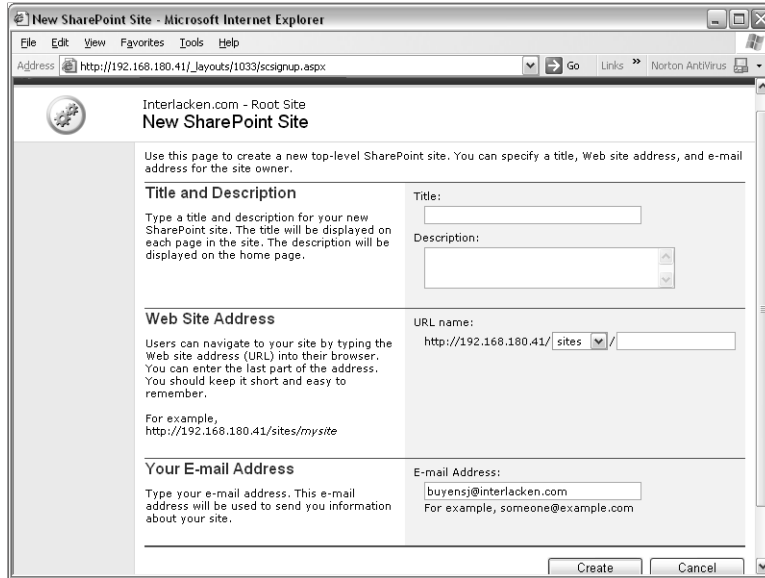 New SharePoint Site - Microsoft Internet Explorer
File Edit View Favorites Tools Help
Address http://192.168.180.41/_layouts/1033/scsignup.aspx Go Links » Norton AntiVirus
Interlacken.com - Root Site
New SharePoint Site
Use this page to create a new top-level SharePoint site. You can specify a title, Web site address, and e-mail
address for the site owner.
Title and Description
Type a title and description for your new
SharePoint site. The title will be displayed on
each page in the site. The description will be
displayed on the home page.
Title:
Description:
Web Site Address
Users can navigate to your site by typing the
Web site address (URL) into their browser.
You can enter the last part of the address.
You should keep it short and easy to
remember.
For example,
http://192.168.180.41/sites/mysite
URL name:
http://192.168.180.41/ sites /
Your E-mail Address
Type your e-mail address. This e-mail
address will be used to send you information
about your site.
E-mail Address:
buyensj@interlacken.com
For example, someone@example.com
Create Cancel